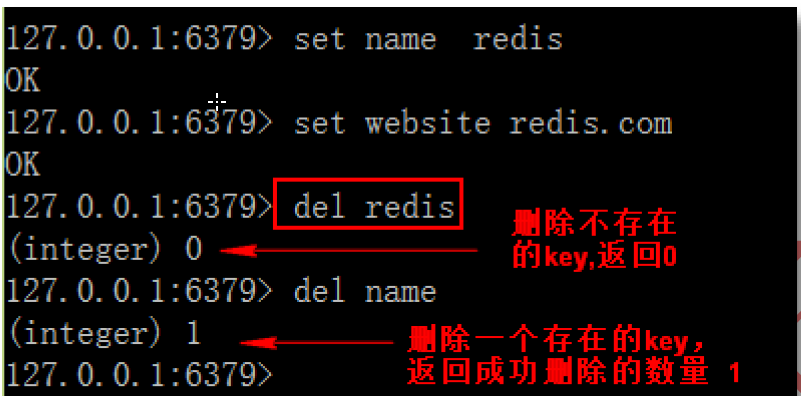 127.0.0.1:6379> set name  redis
OK
127.0.0.1:6379> set website redis.com
OK
127.0.0.1:6379> del redis
删除不存在
(integer) 0
的key,返回0
127.0.0.1:6379> del name
(integer) 1
删除一个存在的key,
返回成功删除的数量 1
127.0.0.1:6379>